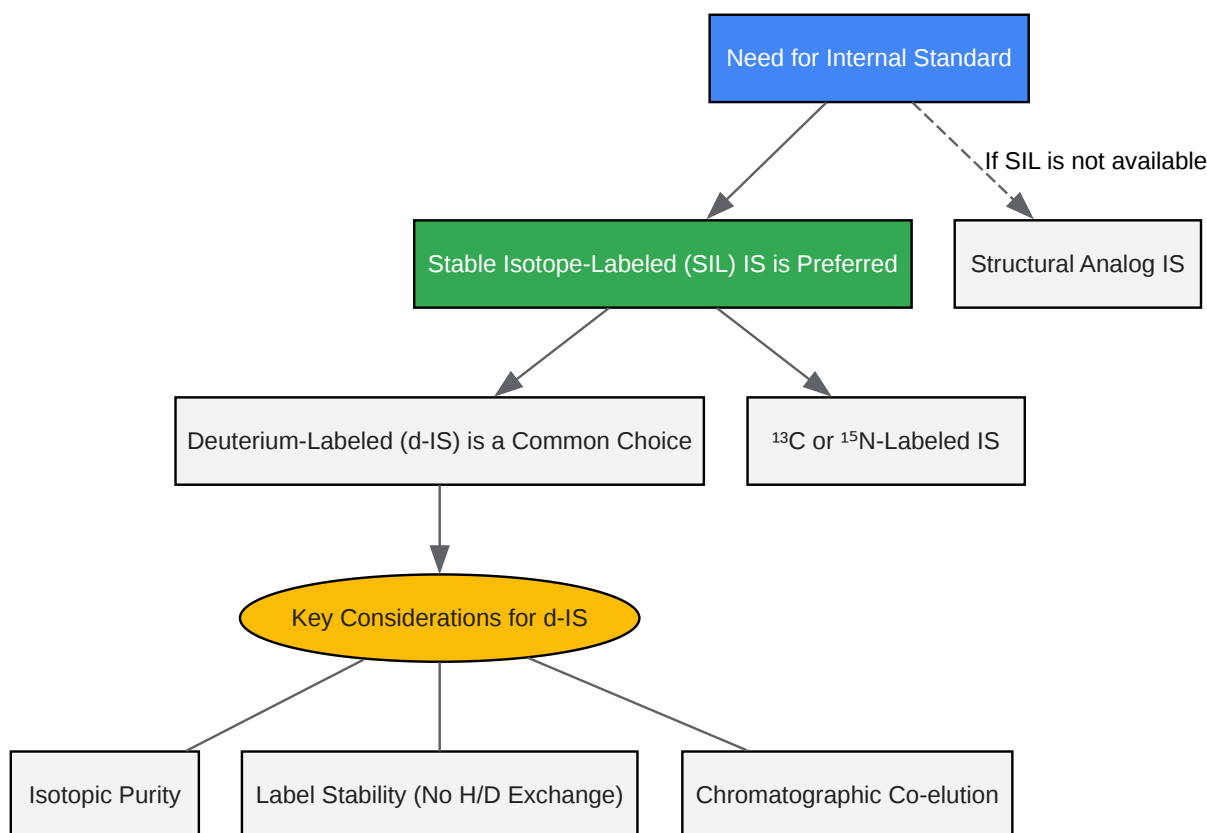 Need for Internal Standard
If SIL is not available
Stable Isotope-Labeled (SIL) IS is Preferred
Structural Analog IS
Deuterium-Labeled (d-IS) is a Common Choice
¹³C or ¹⁵N-Labeled IS
Key Considerations for d-IS
Isotopic Purity
Label Stability (No H/D Exchange)
Chromatographic Co-elution